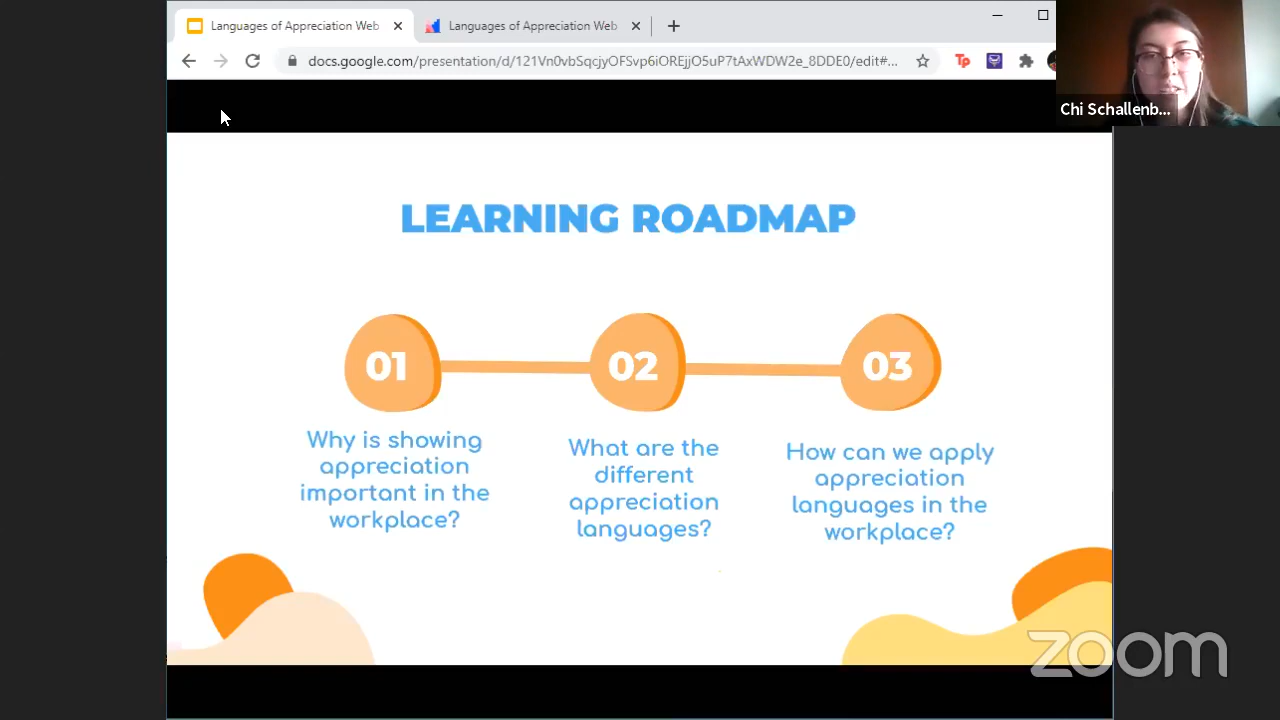 Languages of Appreciation Web
Languages of Appreciation Web
docs.google.com/presentation/d/121Vn0vbSqcjyOFSvp6iOREjjO5uP7tAxWDW2e_8DDE0/edit#...
Tp
Chi Schallenb...
LEARNING ROADMAP
01
02
03
Why is showing
appreciation
important in the
workplace?
What are the
different
appreciation
languages?
How can we apply
appreciation
languages in the
workplace?
zoom